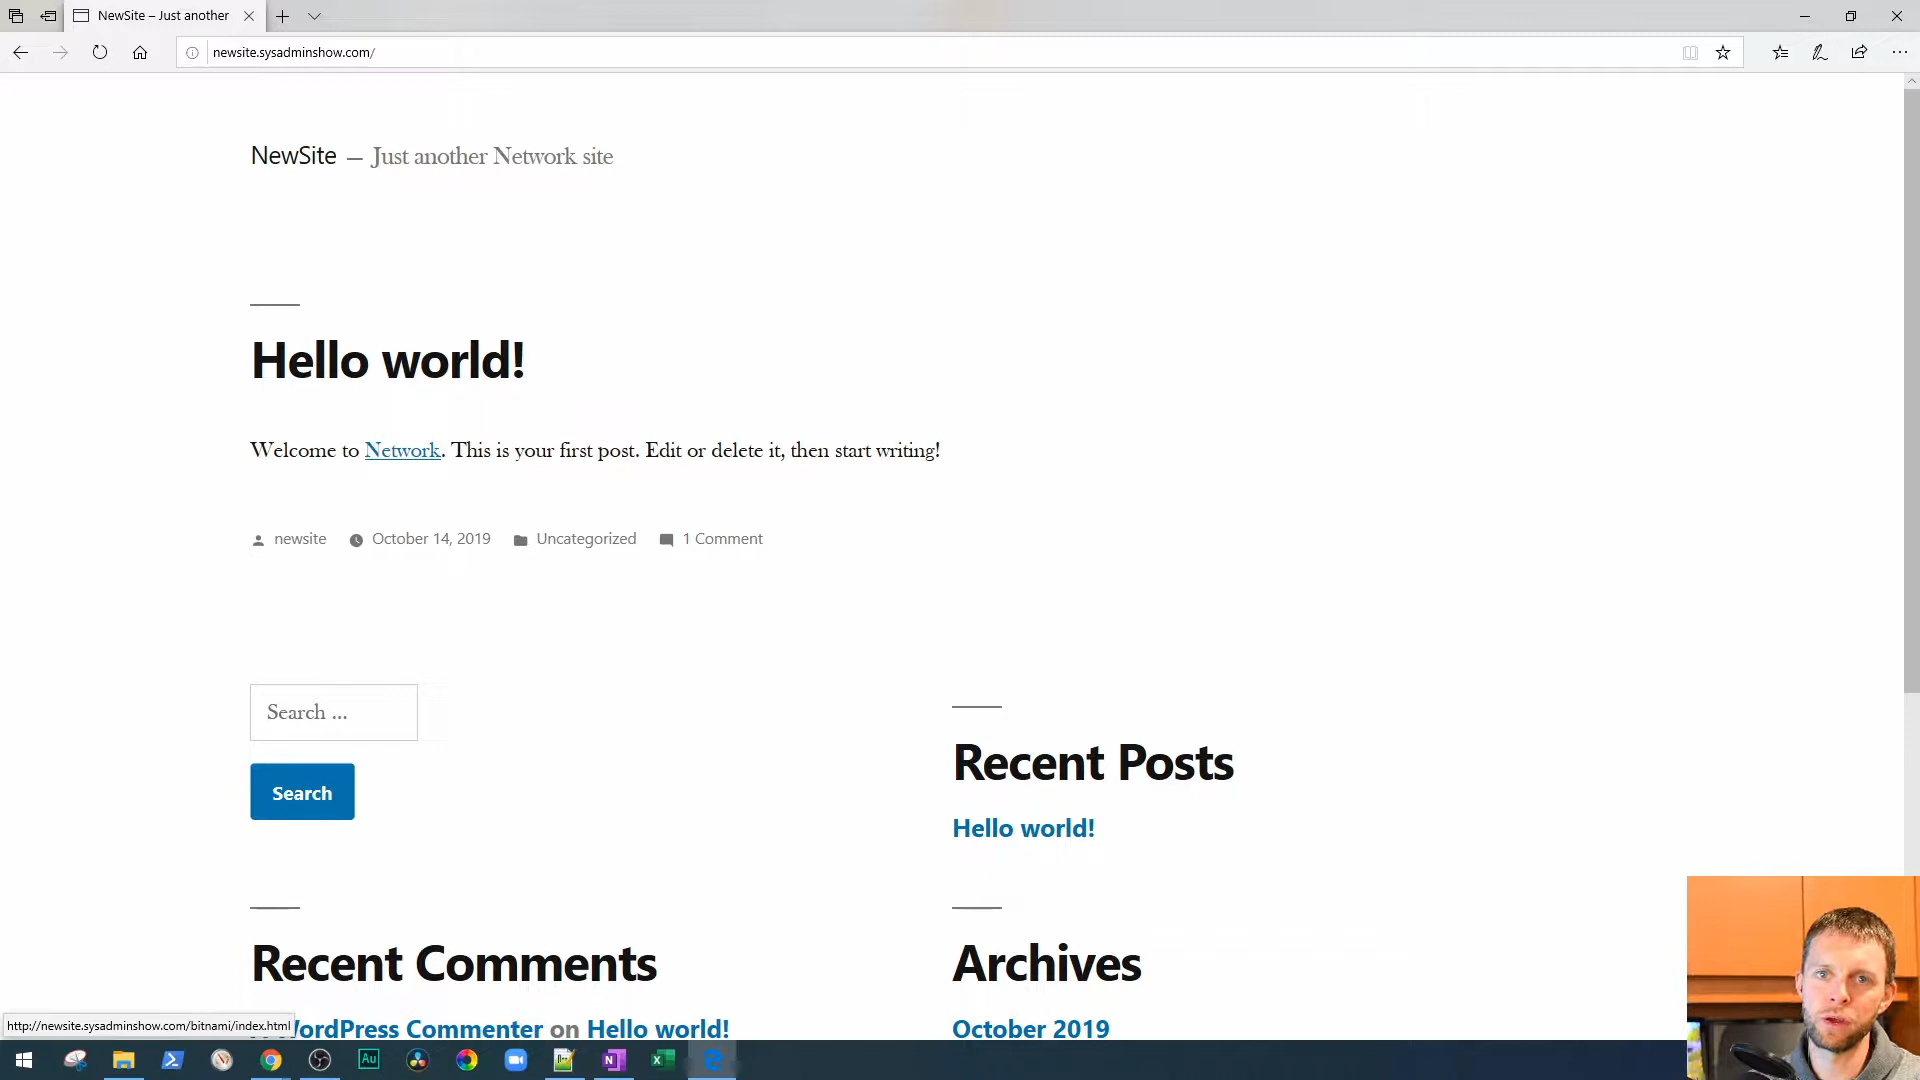 NewSite – Just another
newsite.sysadminshow.com/
NewSite — Just another Network site
Hello world!
Welcome to Network. This is your first post. Edit or delete it, then start writing!
newsite October 14, 2019 Uncategorized 1 Comment
Search ...
Search
Recent Posts
Hello world!
Recent Comments
Archives
http://newsite.sysadminshow.com/bitnami/index.html
WordPress Commenter on Hello world!
October 2019
Au
N
X